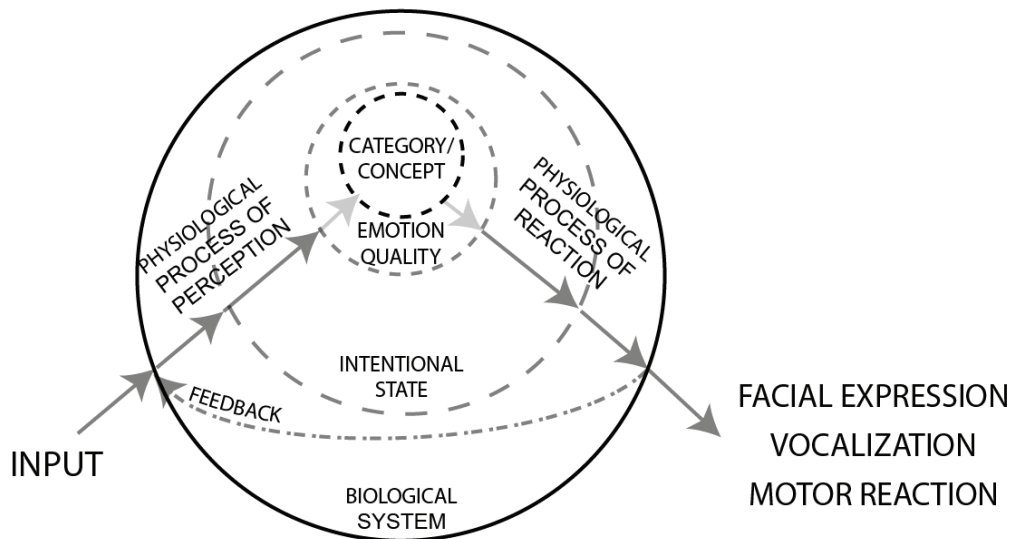 CATEGORY/
CONCEPT
EMOTION
QUALITY
PHYSIOLOGICAL
PROCESS OF
PERCEPTION
PHYSIOLOGICAL
PROCESS OF
REACTION
INTENTIONAL
STATE
FEEDBACK
INPUT
BIOLOGICAL
SYSTEM
FACIAL EXPRESSION
VOCALIZATION
MOTOR REACTION